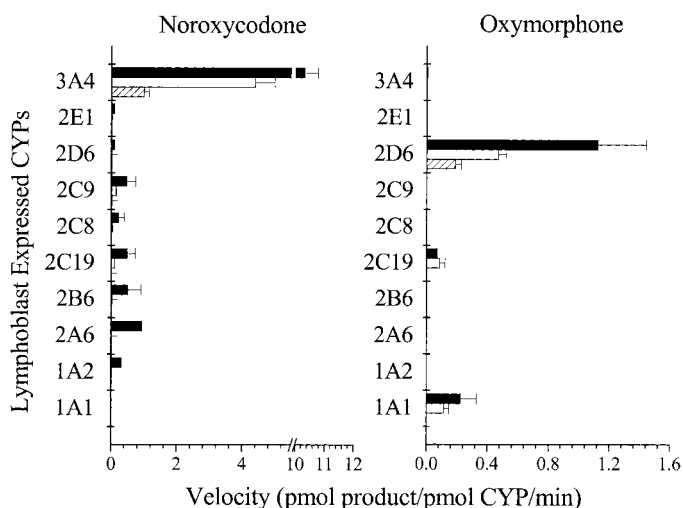 Noroxycodone Oxymorphone
Lymphoblast Expressed CYPs
3A4
2E1
2D6
2C9
2C8
2C19
2B6
2A6
1A2
1A1
0 2 4 10 11 12
3A4
2E1
2D6
2C9
2C8
2C19
2B6
2A6
1A2
1A1
0.0 0.4 0.8 1.2 1.6
Velocity (pmol product/pmol CYP/min)